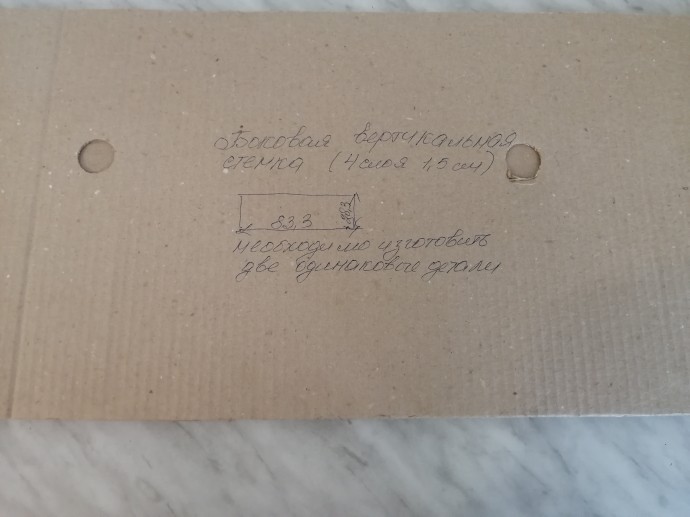 Боковая вертикальная
стенка (4 слоя 1,5 см)
83,3
необходимо изготовить
две одинаковые детали